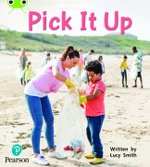 Pick It Up
Written by
Lucy Smith
Pearson